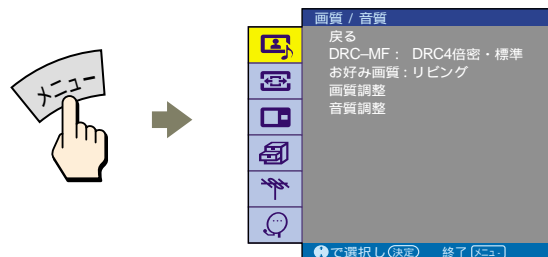 メニュー
画質 / 音質
戻る
DRC–MF： DRC4倍密・標準
お好み画質：リビング
画質調整
音質調整
で選択し 決定 終了 メニュー